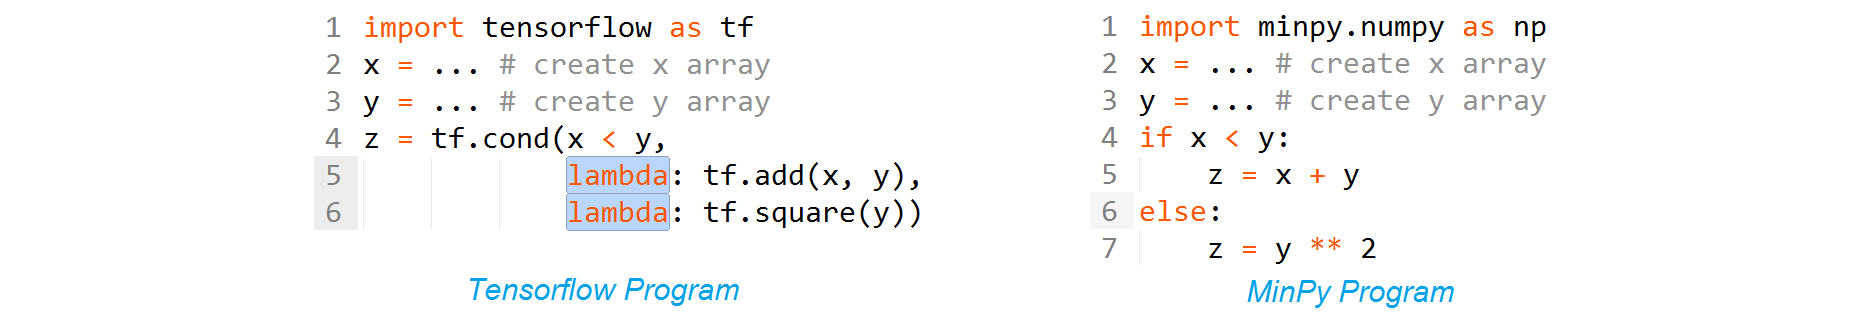 1 import tensorflow as tf
2 x = ... # create x array
3 y = ... # create y array
4 z = tf.cond(x < y,
5             lambda: tf.add(x, y),
6             lambda: tf.square(y))
Tensorflow Program
1 import minpy.numpy as np
2 x = ... # create x array
3 y = ... # create y array
4 if x < y:
5     z = x + y
6 else:
7     z = y ** 2
MinPy Program